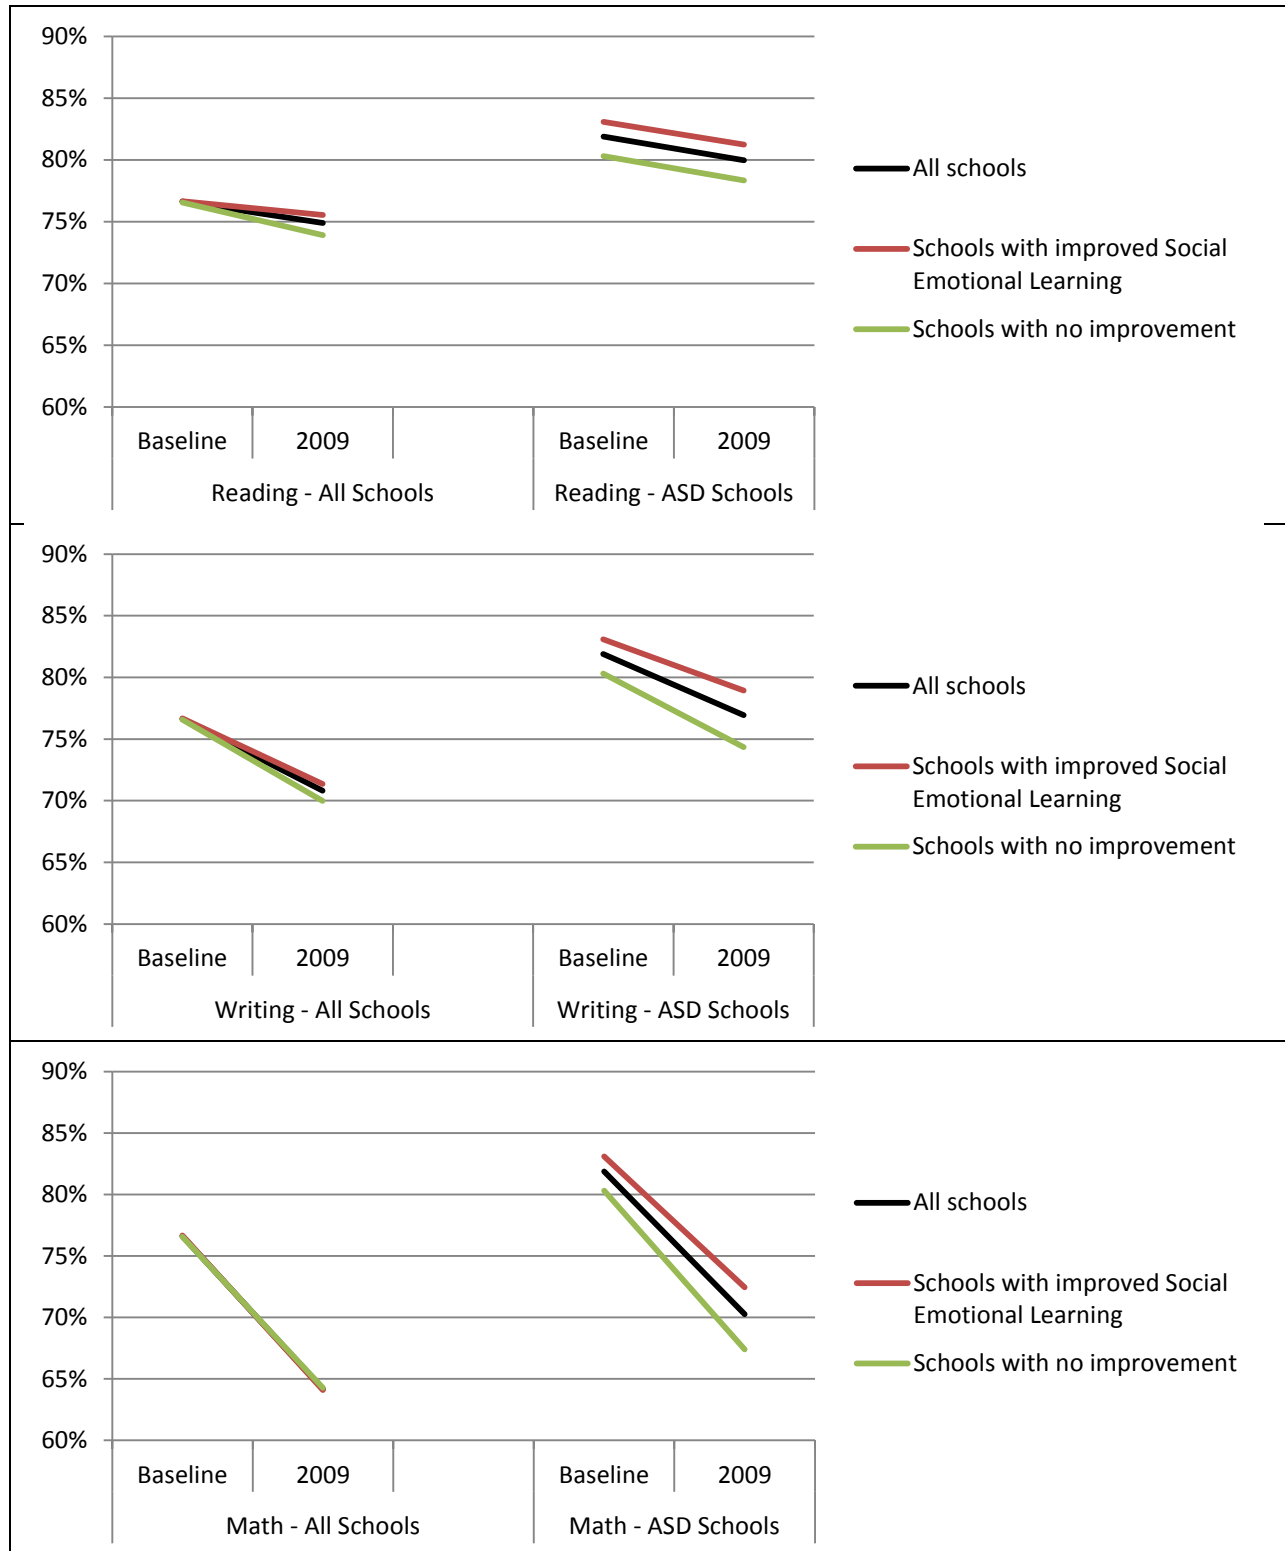 90%
85%
80%
75%
70%
65%
60%
Baseline 2009 Baseline 2009
Reading - All Schools Reading - ASD Schools
All schools
Schools with improved Social
Emotional Learning
Schools with no improvement
90%
85%
80%
75%
70%
65%
60%
Baseline 2009 Baseline 2009
Writing - All Schools Writing - ASD Schools
All schools
Schools with improved Social
Emotional Learning
Schools with no improvement
90%
85%
80%
75%
70%
65%
60%
Baseline 2009 Baseline 2009
Math - All Schools Math - ASD Schools
All schools
Schools with improved Social
Emotional Learning
Schools with no improvement